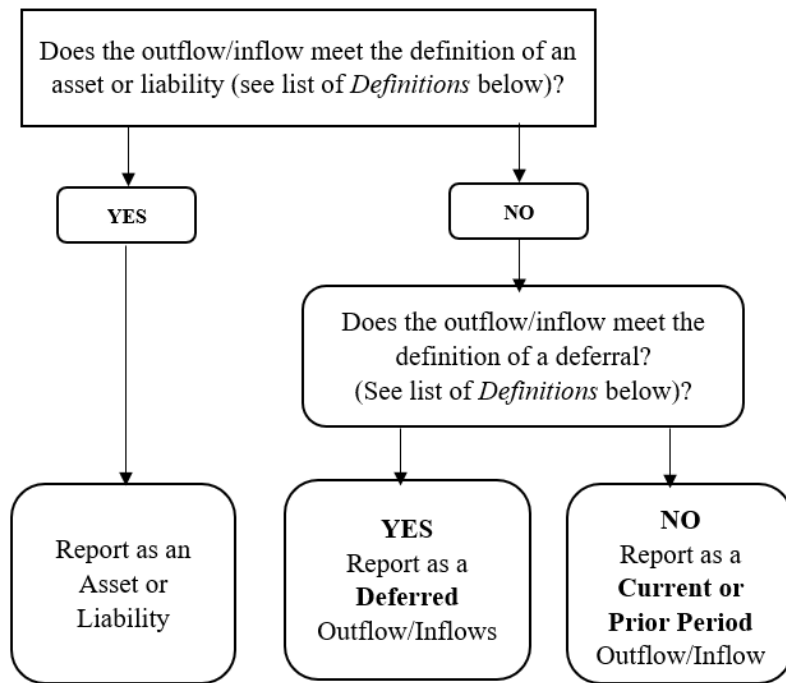 Does the outflow/inflow meet the definition of an
asset or liability (see list of Definitions below)?
YES
NO
Does the outflow/inflow meet the
definition of a deferral?
(See list of Definitions below)?
Report as an
Asset or
Liability
YES
Report as a
Deferred
Outflow/Inflows
NO
Report as a
Current or
Prior Period
Outflow/Inflow